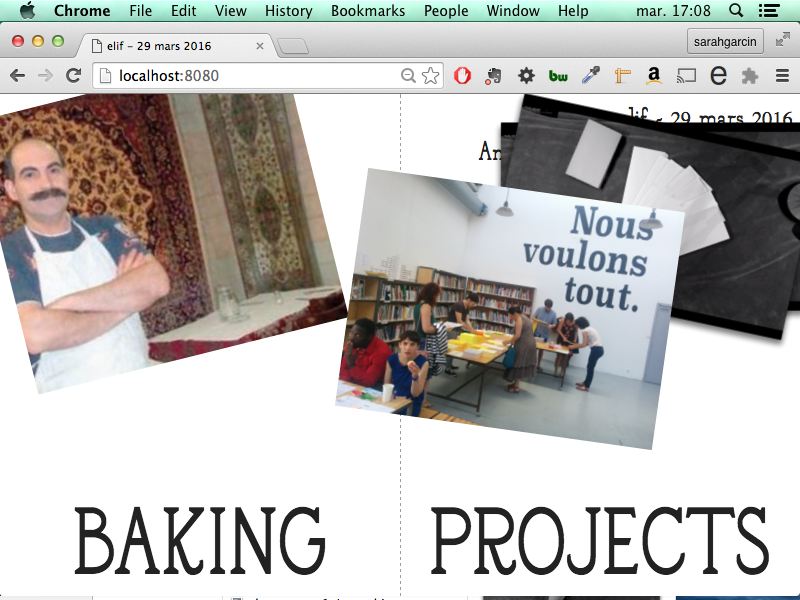 Chrome File Edit View History Bookmarks People Window Help mar. 17:08
elif – 29 mars 2016
sarahgarcin
localhost:8080
elif - 29 mars 2016
Nous
voulons
tout.
BAKING
PROJECTS